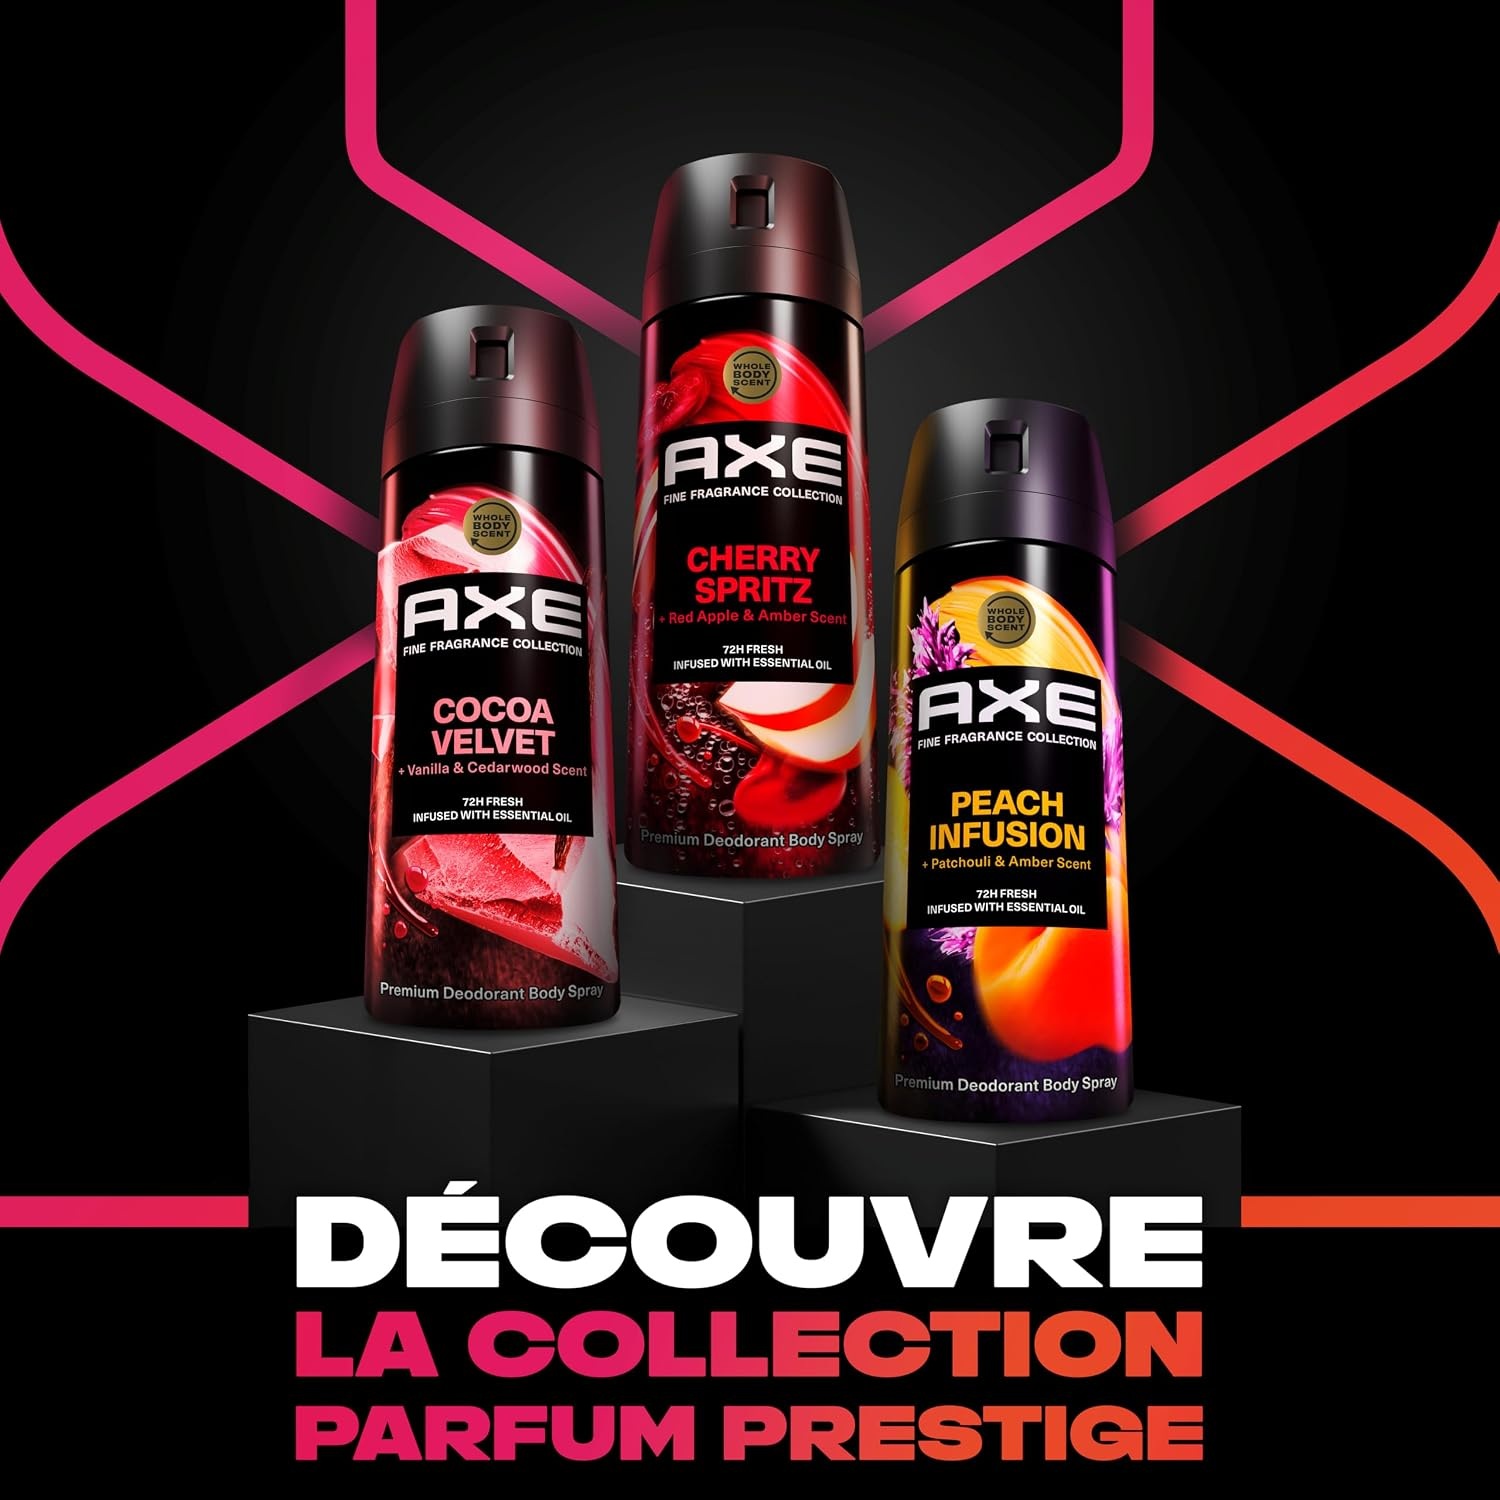 WHOLE
BODY
SCENT
AXE
FINE FRAGRANCE COLLECTION
COCOA
VELVET
+ Vanilla & Cedarwood Scent
72H FRESH
INFUSED WITH ESSENTIAL OIL
Premium Deodorant Body Spray
WHOLE
BODY
SCENT
AXE
FINE FRAGRANCE COLLECTION
CHERRY
SPRITZ
+ Red Apple & Amber Scent
72H FRESH
INFUSED WITH ESSENTIAL OIL
Premium Deodorant Body Spray
WHOLE
BODY
SCENT
AXE
FINE FRAGRANCE COLLECTION
PEACH
INFUSION
+ Patchouli & Amber Scent
72H FRESH
INFUSED WITH ESSENTIAL OIL
Premium Deodorant Body Spray
DÉCOUVRE
LA COLLECTION
PARFUM PRESTIGE